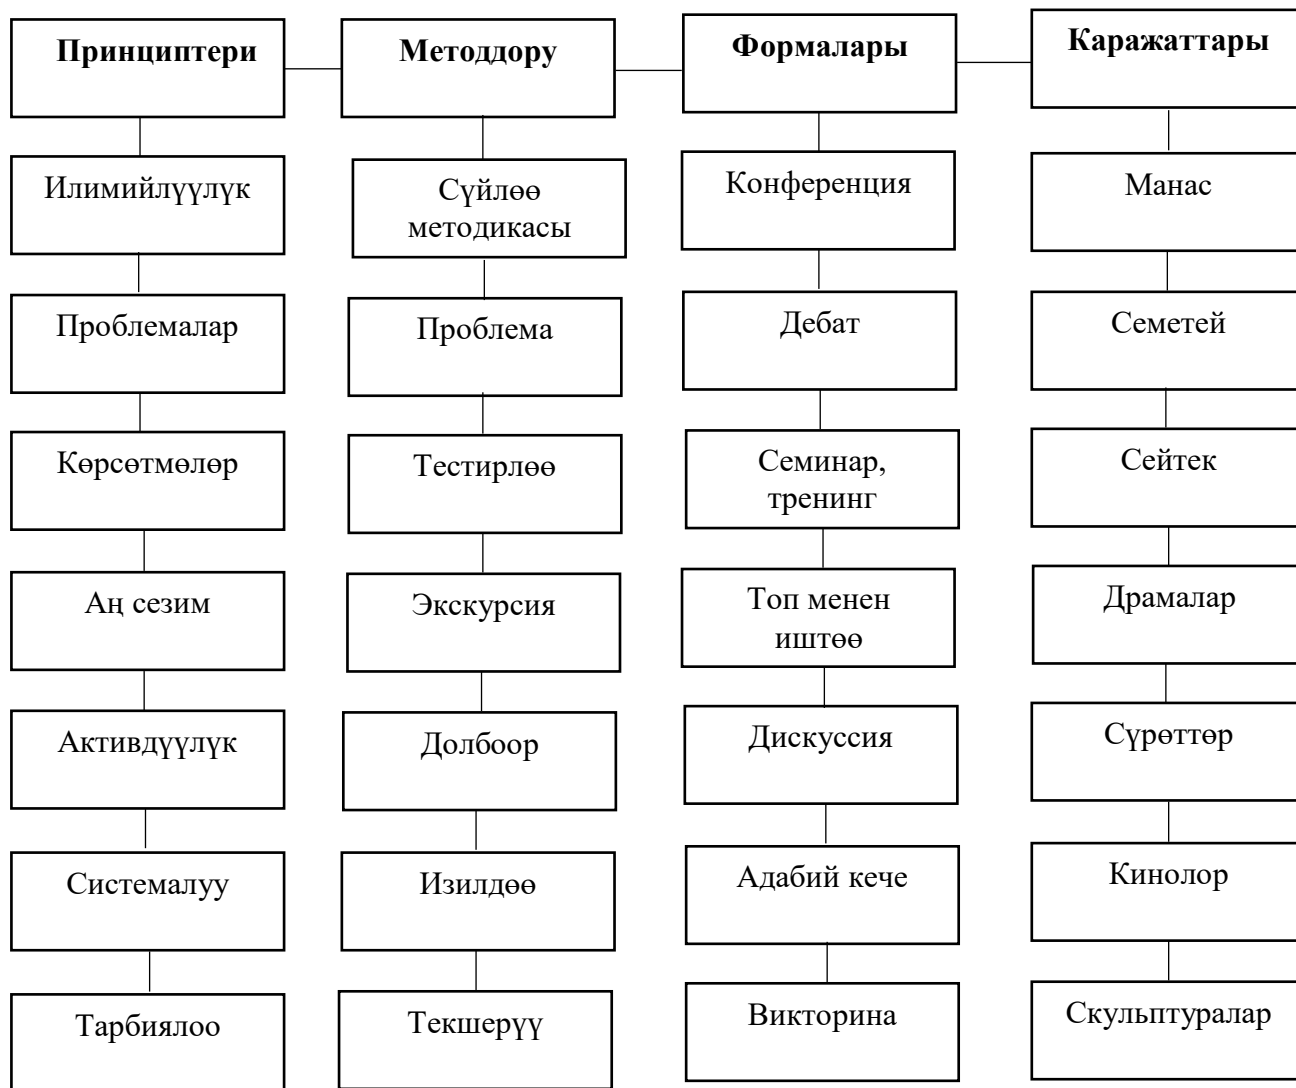 Принциптери
Методдору
Формалары
Каражаттары
Илимийлүүлүк
Сүйлөө
методикасы
Конференция
Манас
Проблемалар
Проблема
Дебат
Семетей
Көрсөтмөлөр
Тестирлөө
Семинар,
тренинг
Сейтек
Аң сезим
Экскурсия
Топ менен
иштөө
Драмалар
Активдүүлүк
Долбоор
Дискуссия
Сүрөттөр
Системалуу
Изилдөө
Адабий кече
Кинолор
Тарбиялоо
Текшерүү
Викторина
Скульптуралар